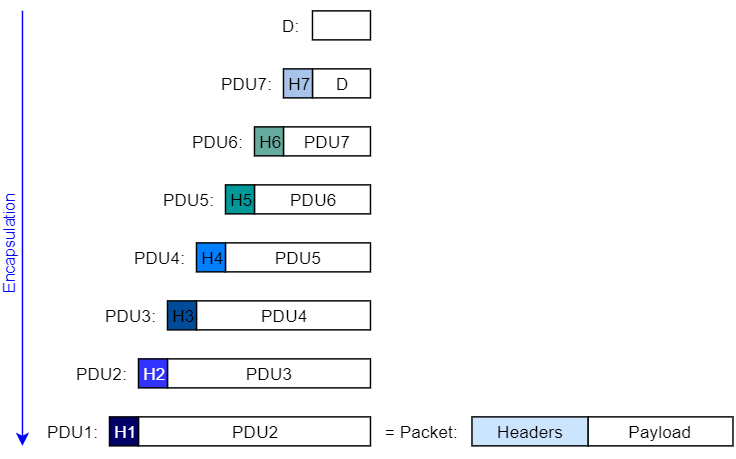 D:
PDU7: H7 D
PDU6: H6 PDU7
PDU5: H5 PDU6
PDU4: H4 PDU5
PDU3: H3 PDU4
PDU2: H2 PDU3
PDU1: H1 PDU2 = Packet: Headers Payload
Encapsulation